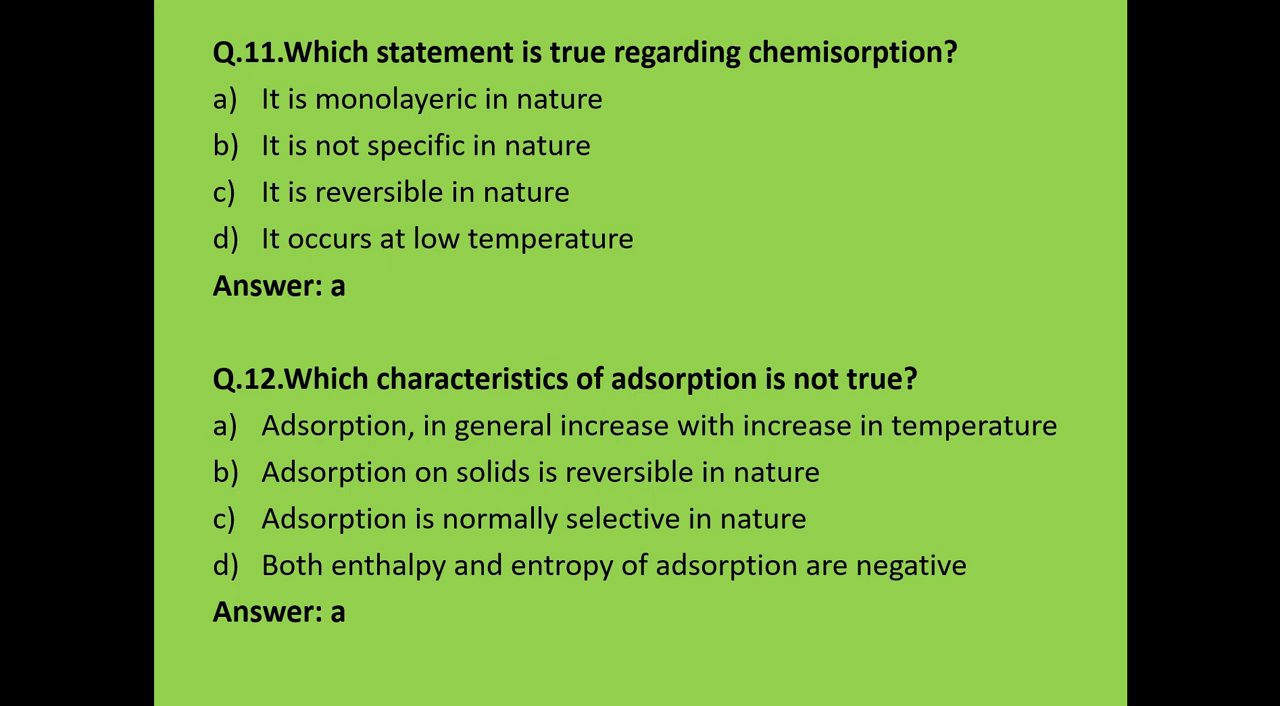 Q.11.Which statement is true regarding chemisorption?
a) It is monolayeric in nature
b) It is not specific in nature
c) It is reversible in nature
d) It occurs at low temperature
Answer: a
Q.12.Which characteristics of adsorption is not true?
a) Adsorption, in general increase with increase in temperature
b) Adsorption on solids is reversible in nature
c) Adsorption is normally selective in nature
d) Both enthalpy and entropy of adsorption are negative
Answer: a